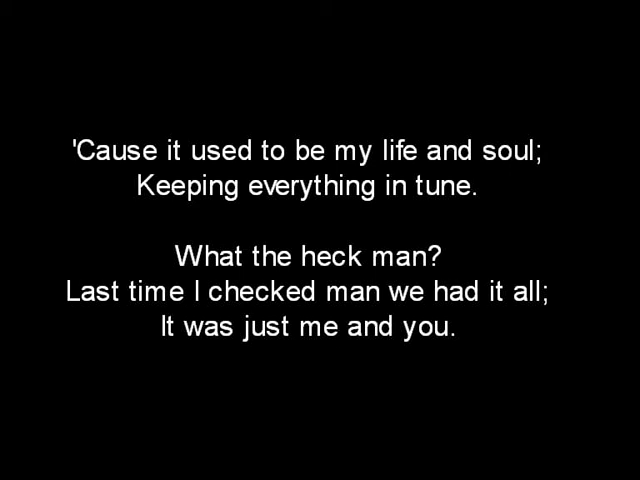 'Cause it used to be my life and soul;
Keeping everything in tune.
What the heck man?
Last time I checked man we had it all;
It was just me and you.